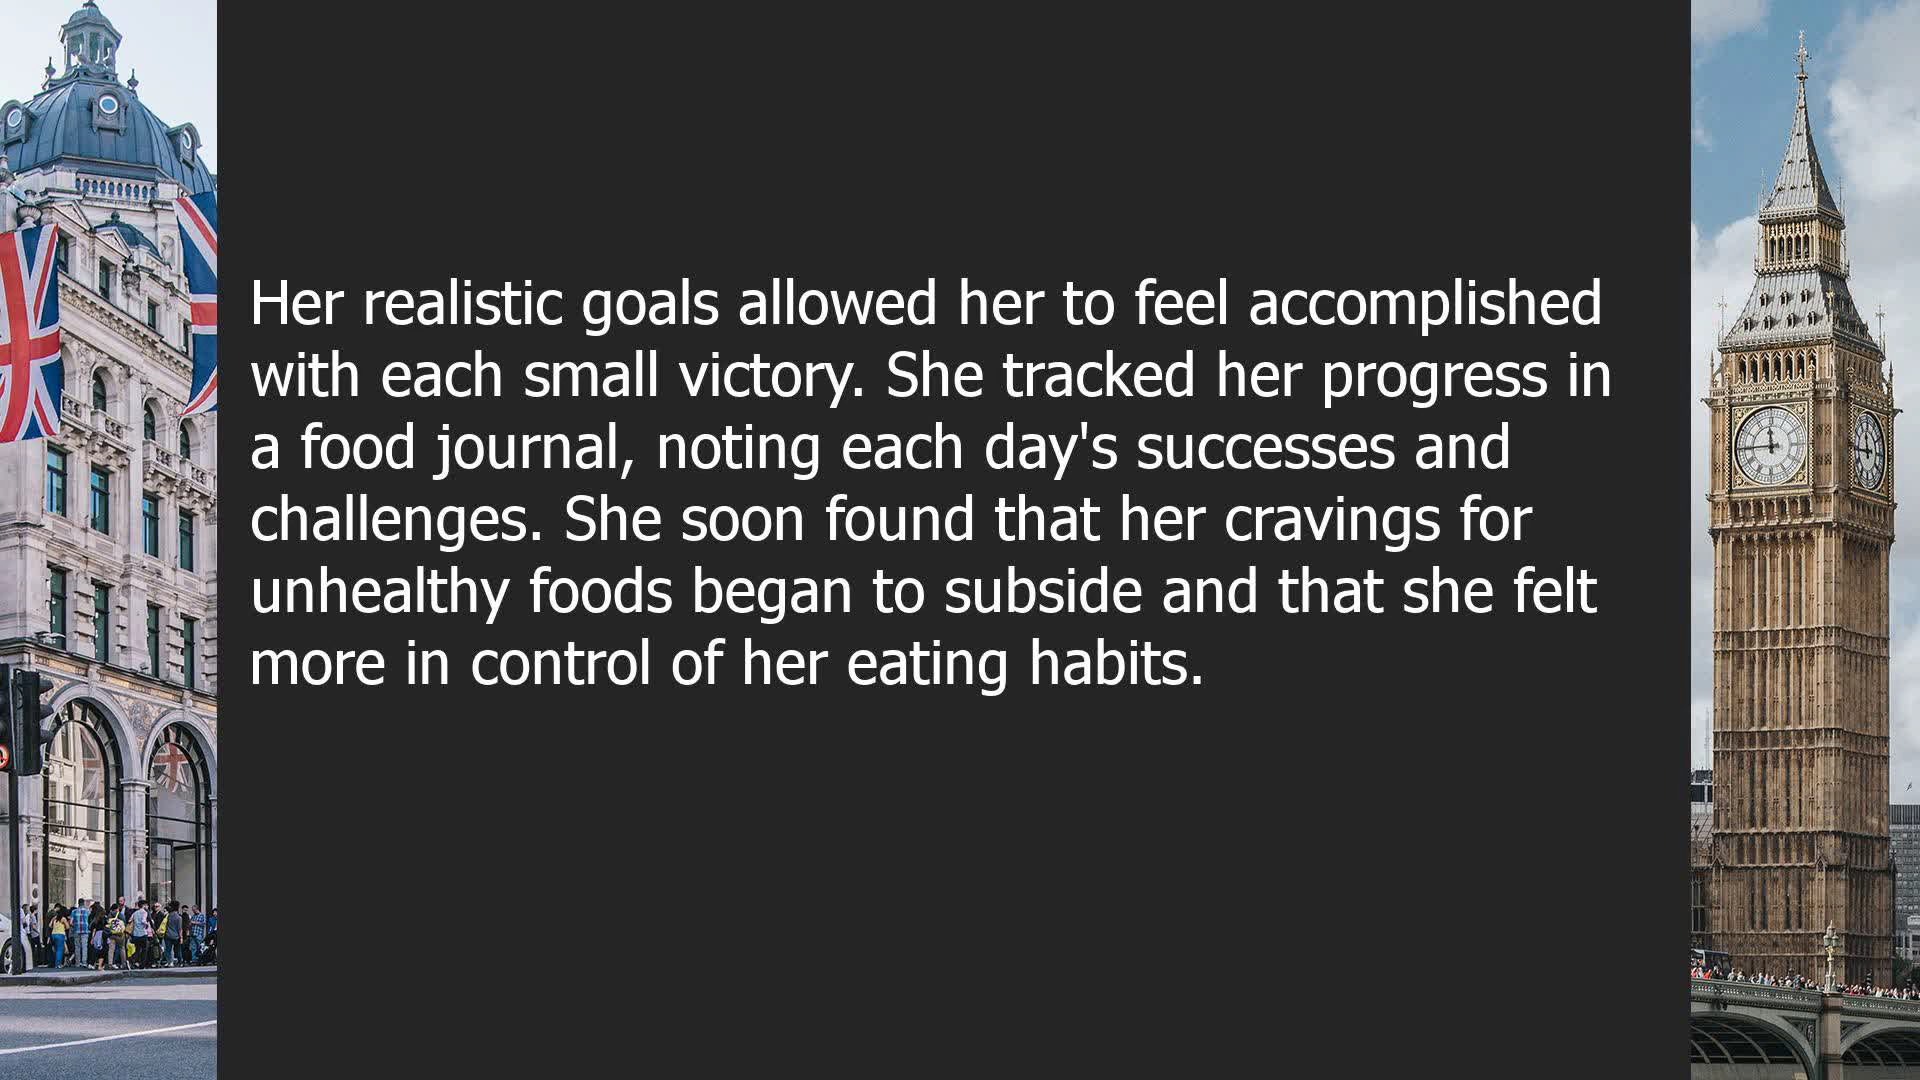 Her realistic goals allowed her to feel accomplished
with each small victory. She tracked her progress in
a food journal, noting each day's successes and
challenges. She soon found that her cravings for
unhealthy foods began to subside and that she felt
more in control of her eating habits.